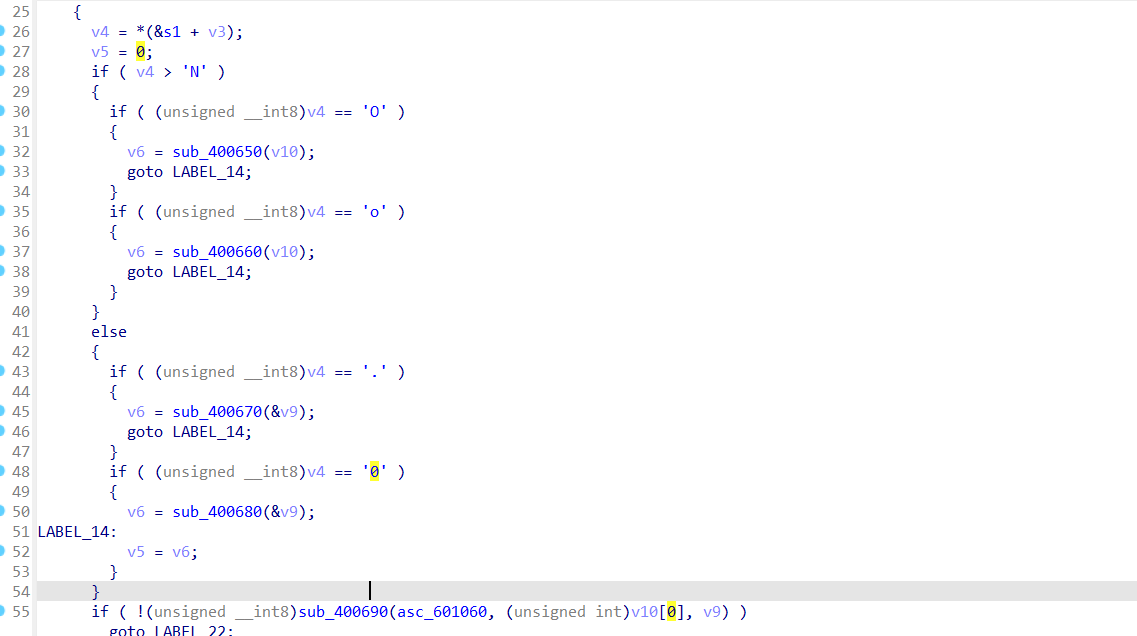 25 {
26 v4 = *(&s1 + v3);
27 v5 = 0;
28 if ( v4 > 'N' )
29 {
30 if ( (unsigned __int8)v4 == 'O' )
31 {
32 v6 = sub_400650(v10);
33 goto LABEL_14;
34 }
35 if ( (unsigned __int8)v4 == 'o' )
36 {
37 v6 = sub_400660(v10);
38 goto LABEL_14;
39 }
40 }
41 else
42 {
43 if ( (unsigned __int8)v4 == '.' )
44 {
45 v6 = sub_400670(&v9);
46 goto LABEL_14;
47 }
48 if ( (unsigned __int8)v4 == '0' )
49 {
50 v6 = sub_400680(&v9);
51 LABEL_14:
52 v5 = v6;
53 }
54 }
55 if ( !(unsigned __int8)sub_400690(asc_601060, (unsigned int)v10[0], v9) )
goto LABEL_22;